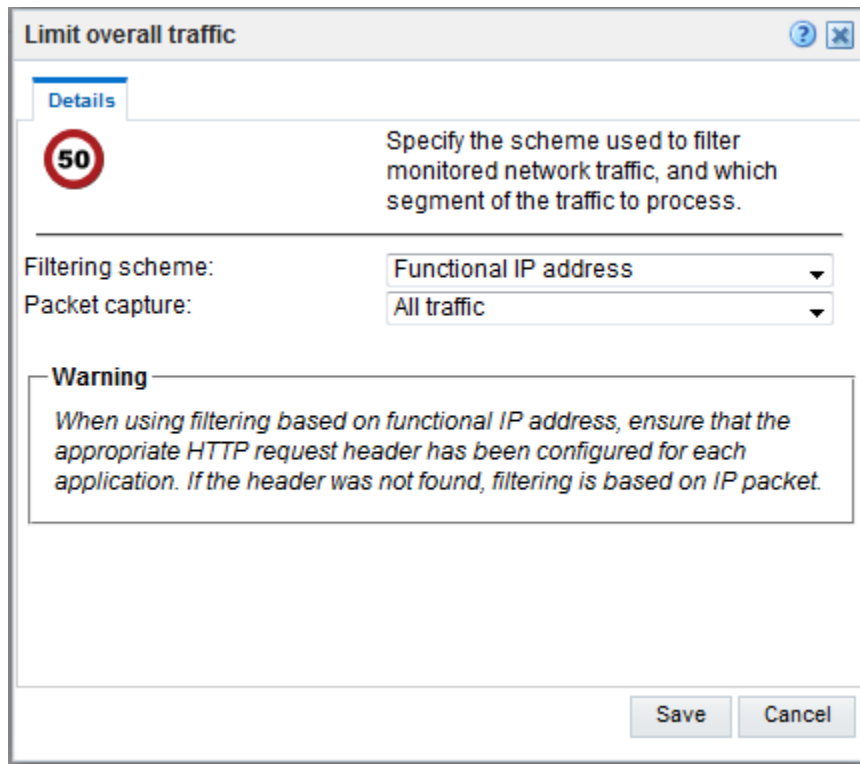 Limit overall traffic
?
Details
50
Specify the scheme used to filter
monitored network traffic, and which
segment of the traffic to process.
Filtering scheme: Functional IP address
Packet capture: All traffic
Warning
When using filtering based on functional IP address, ensure that the
appropriate HTTP request header has been configured for each
application. If the header was not found, filtering is based on IP packet.
Save Cancel